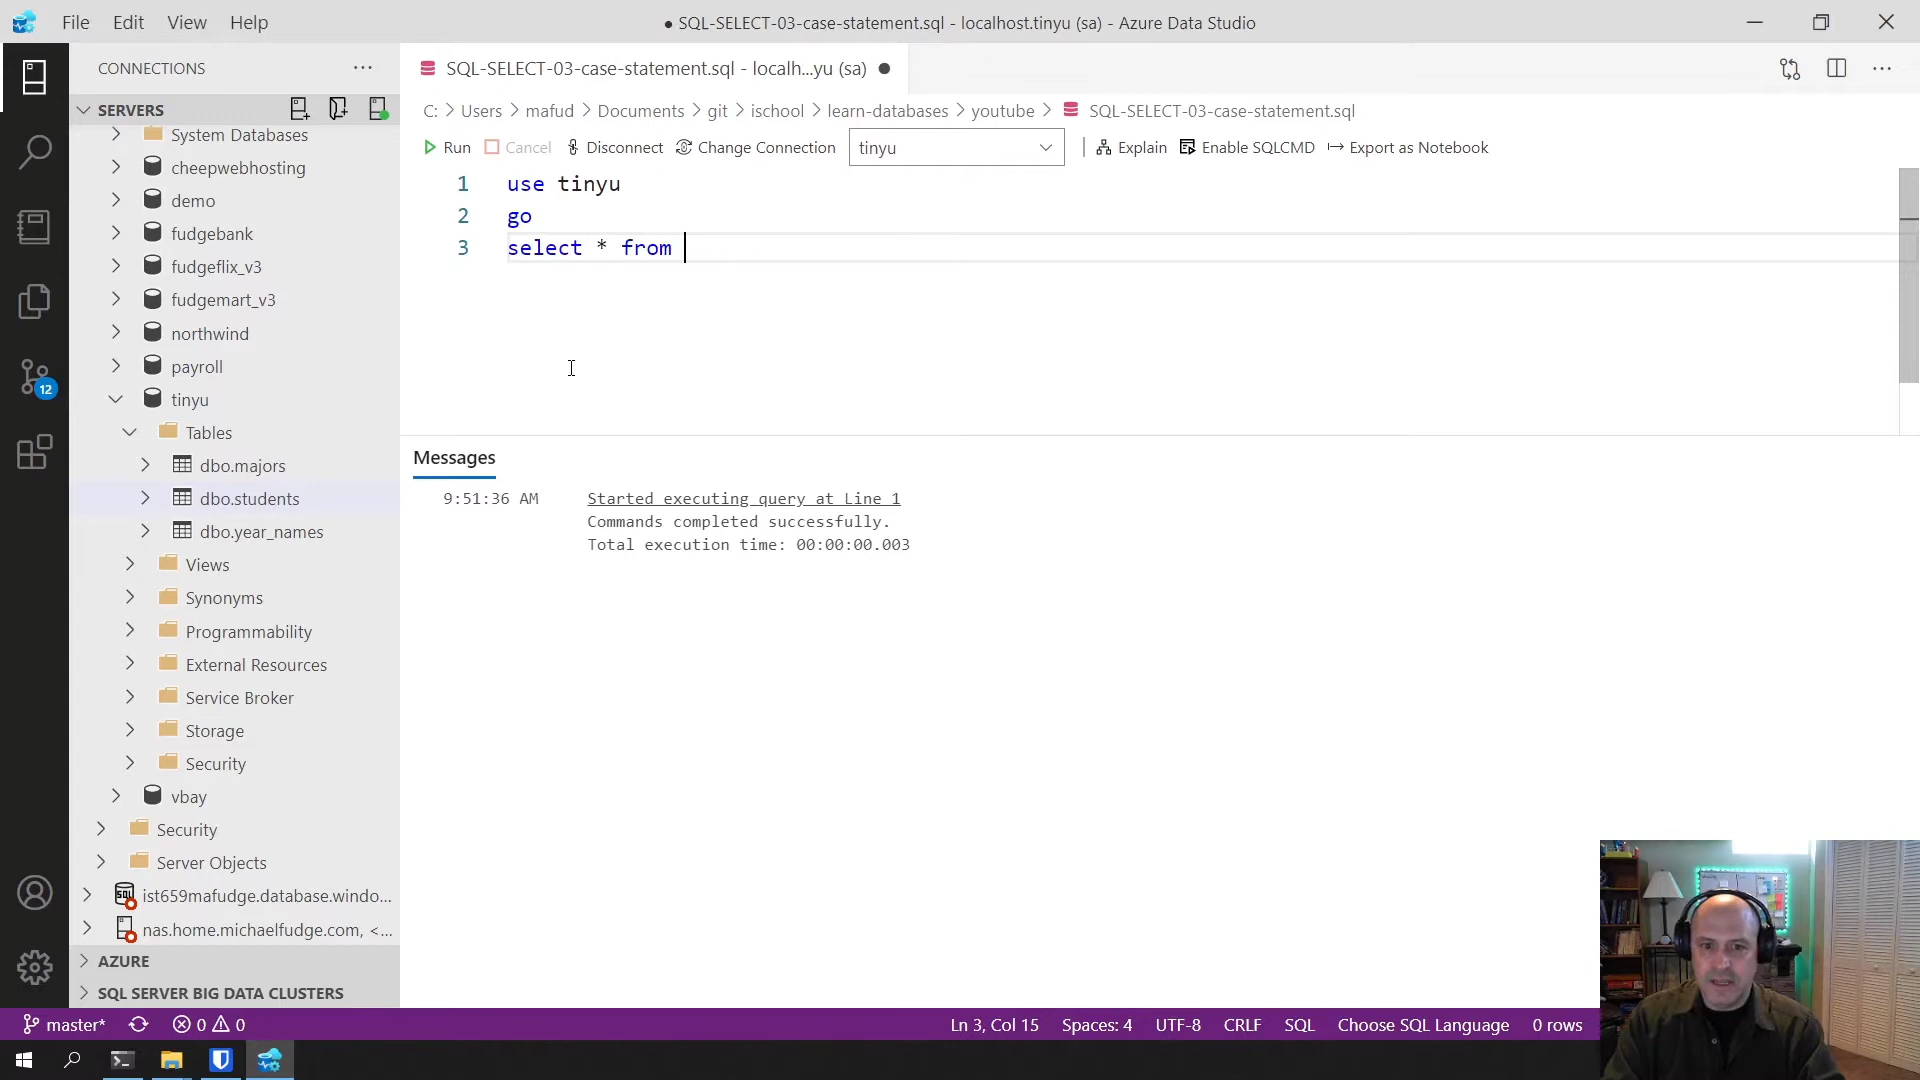 File Edit View Help
● SQL-SELECT-03-case-statement.sql - localhost.tinyu (sa) - Azure Data Studio
CONNECTIONS
SERVERS
System Databases
cheepwebhosting
demo
fudgebank
fudgeflix_v3
fudgemart_v3
northwind
payroll
tinyu
Tables
dbo.majors
dbo.students
dbo.year_names
Views
Synonyms
Programmability
External Resources
Service Broker
Storage
Security
vbay
Security
Server Objects
ist659mafudge.database.windo...
nas.home.michaelfudge.com, <...
AZURE
SQL SERVER BIG DATA CLUSTERS
12
SQL-SELECT-03-case-statement.sql - localh...yu (sa) ●
C: > Users > mafud > Documents > git > ischool > learn-databases > youtube > SQL-SELECT-03-case-statement.sql
Run Cancel Disconnect Change Connection tinyu Explain Enable SQLCMD Export as Notebook
1 use tinyu
2 go
3 select * from
Messages
9:51:36 AM Started executing query at Line 1
Commands completed successfully.
Total execution time: 00:00:00.003
master* 0 0 Ln 3, Col 15 Spaces: 4 UTF-8 CRLF SQL Choose SQL Language 0 rows